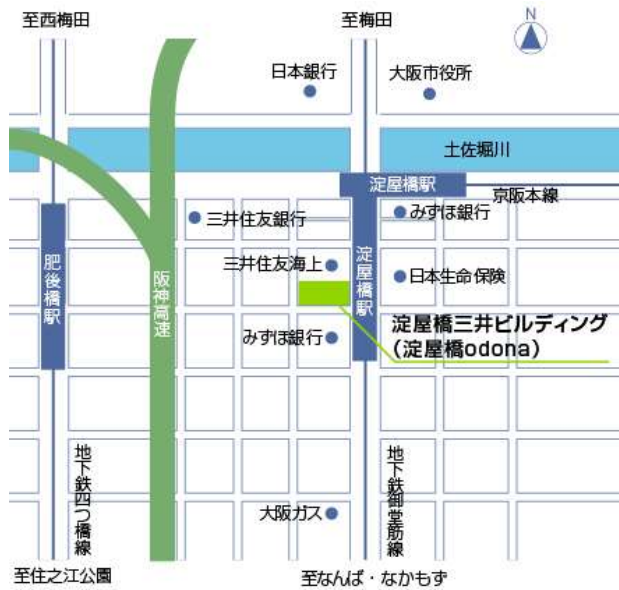 至西梅田
至梅田
N
日本銀行
大阪市役所
土佐堀川
淀屋橋駅
京阪本線
三井住友銀行
みずほ銀行
肥後橋駅
阪神高速
三井住友海上
淀屋橋駅
日本生命保険
淀屋橋三井ビルディング
（淀屋橋odona）
みずほ銀行
地下鉄四つ橋線
地下鉄御堂筋線
大阪ガス
至住之江公園
至なんば・なかもず